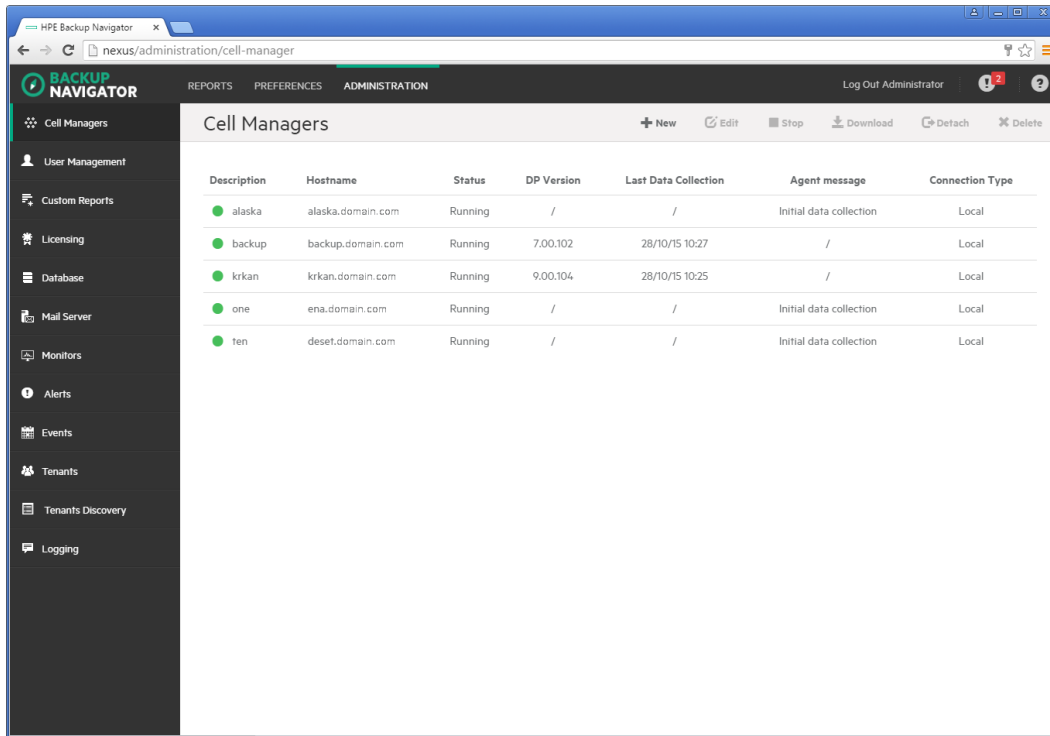 HPE Backup Navigator
nexus/administration/cell-manager
BACKUP NAVIGATOR
REPORTS PREFERENCES ADMINISTRATION Log Out Administrator 2
Cell Managers
User Management
Custom Reports
Licensing
Database
Mail Server
Monitors
Alerts
Events
Tenants
Tenants Discovery
Logging
Cell Managers New Edit Stop Download Detach Delete
Description Hostname Status DP Version Last Data Collection Agent message Connection Type
alaska alaska.domain.com Running / / Initial data collection Local
backup backup.domain.com Running 7.00.102 28/10/15 10:27 / Local
krkan krkan.domain.com Running 9.00.104 28/10/15 10:25 / Local
one ena.domain.com Running / / Initial data collection Local
ten deset.domain.com Running / / Initial data collection Local